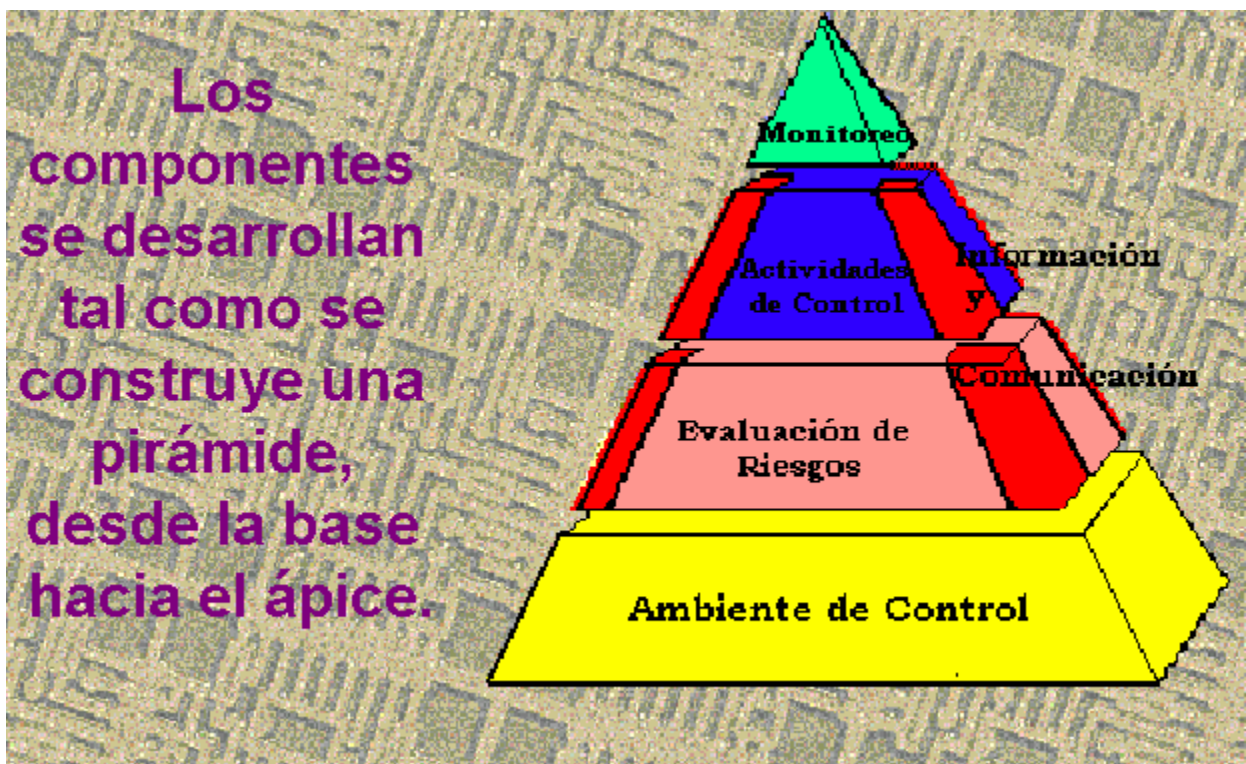 Los
componentes
se desarrollan
tal como se
construye una
pirámide,
desde la base
hacia el ápice.
Monitoreo
Actividades
de Control
Información
y
Comunicación
Evaluación de
Riesgos
Ambiente de Control